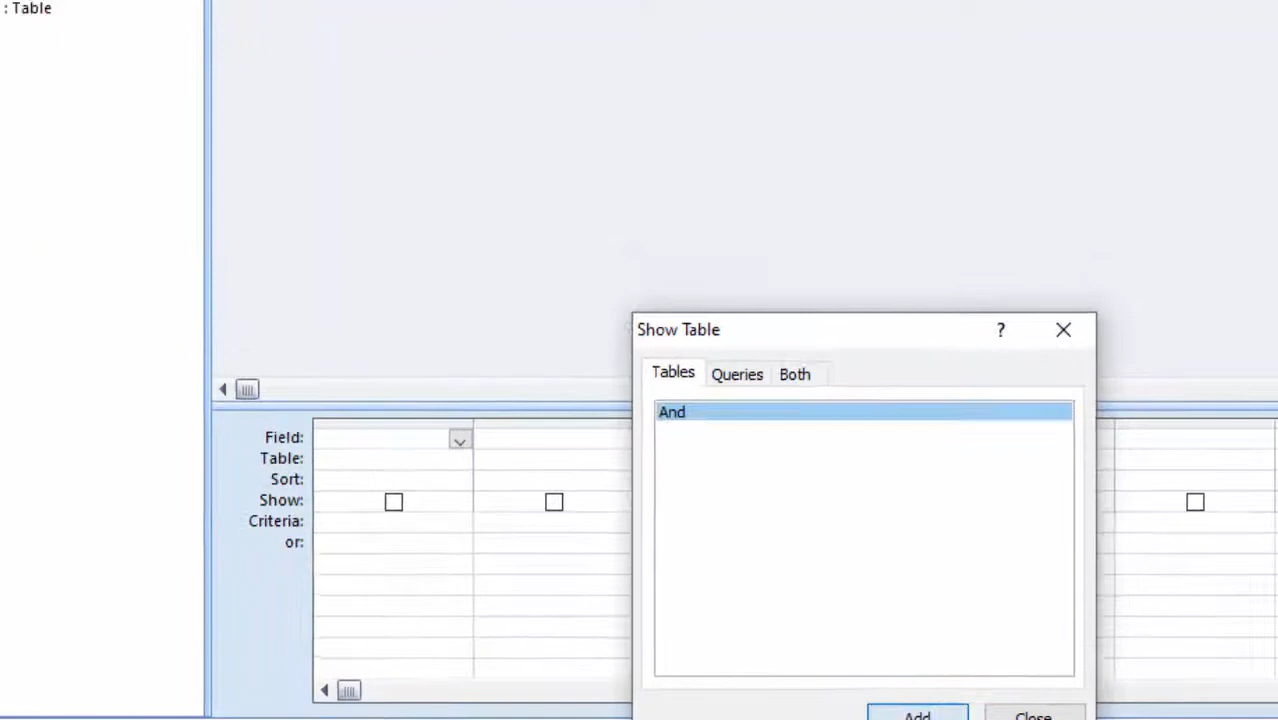 : Table
Show Table
?
Tables Queries Both
And
Field:
Table:
Sort:
Show:
Criteria:
or:
Add Close